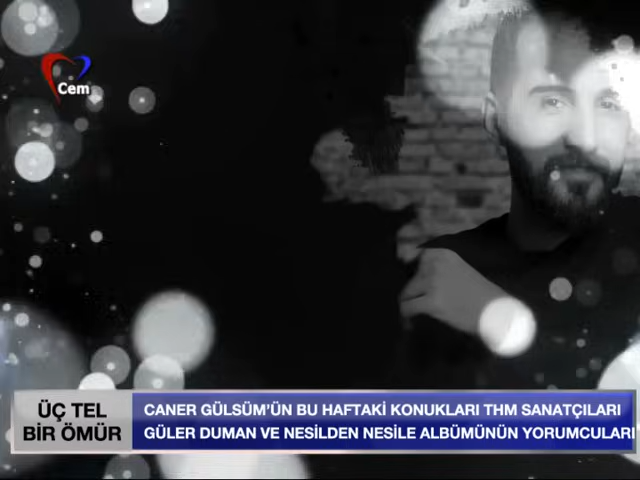 Cem
ÜÇ TEL
BİR ÖMÜR
CANER GÜLSÜM'ÜN BU HAFTAKİ KONUKLARI THM SANATÇILARI
GÜLER DUMAN VE NESİLDEN NESİLE ALBÜMÜNÜN YORUMCULARI